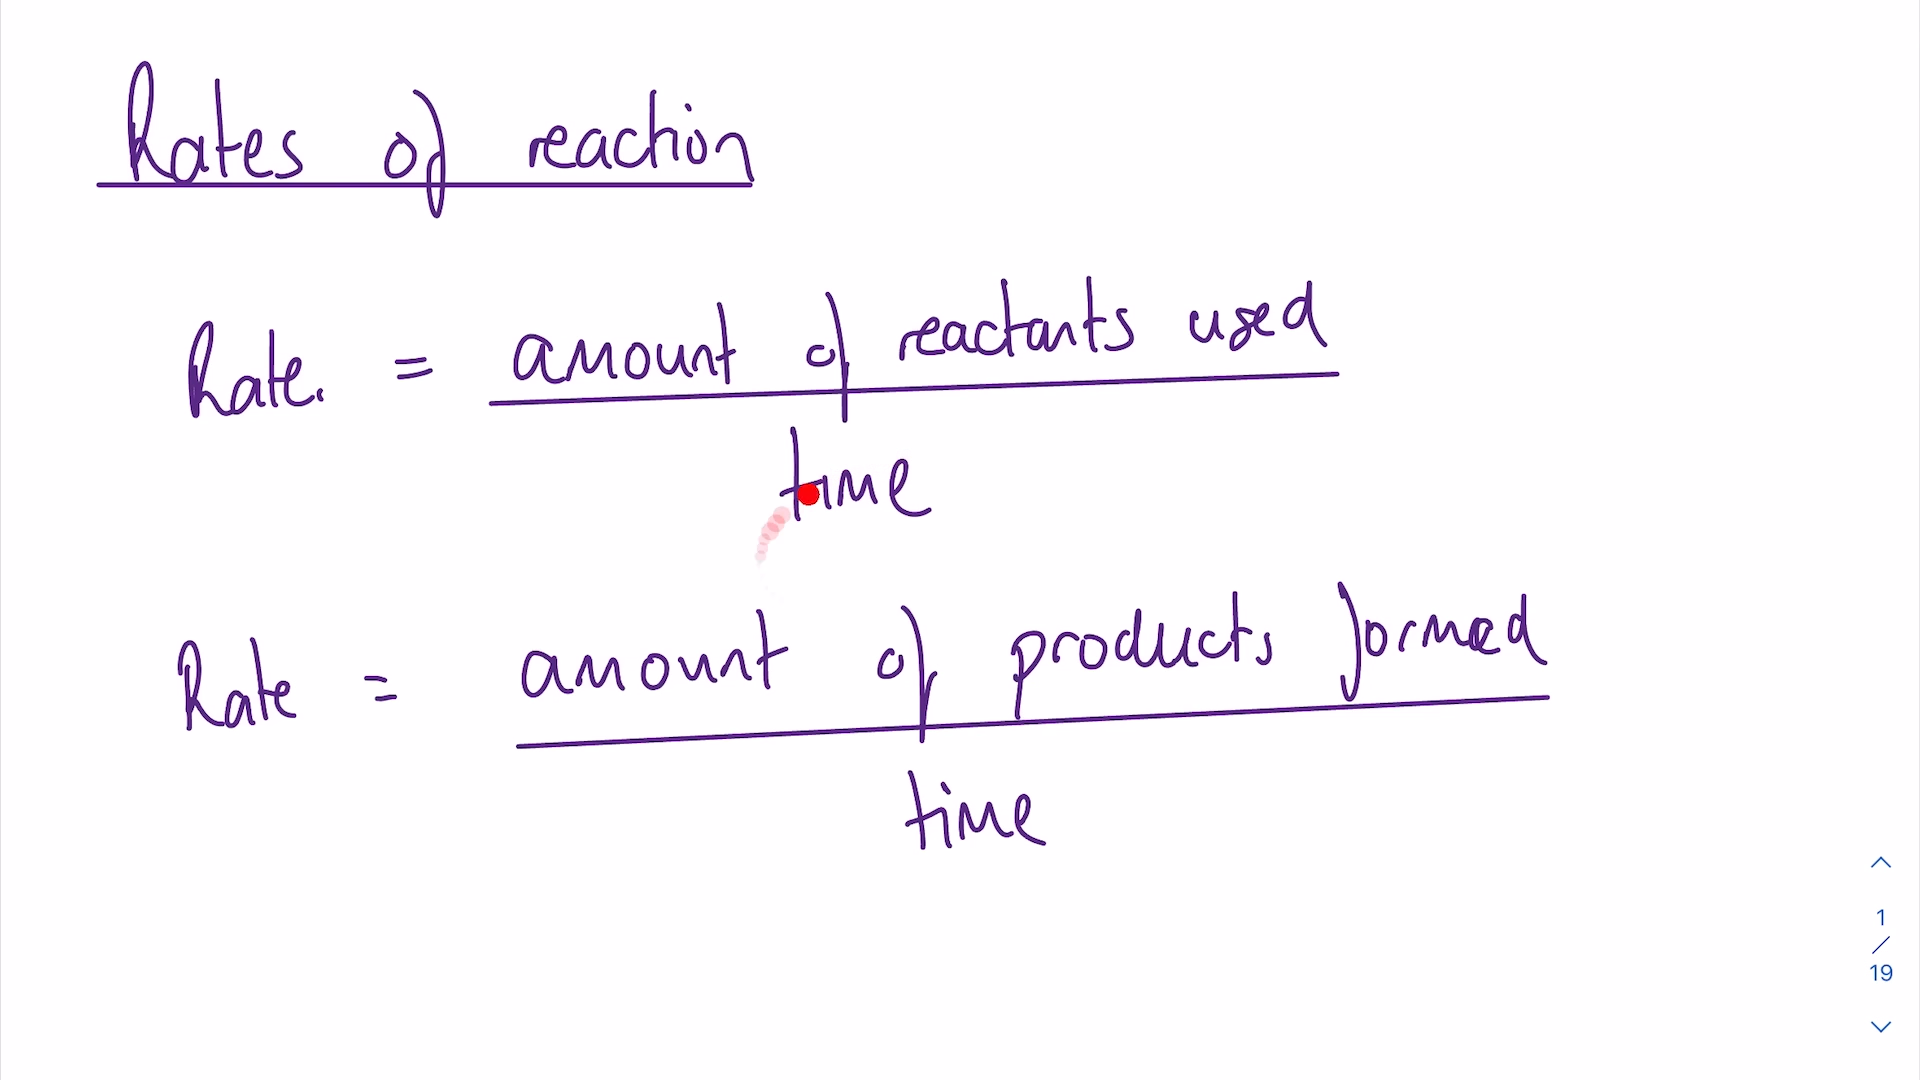 Rates of reaction
Rate. = amount of reactants used
time
Rate = amount of products formed
time
1
/
19